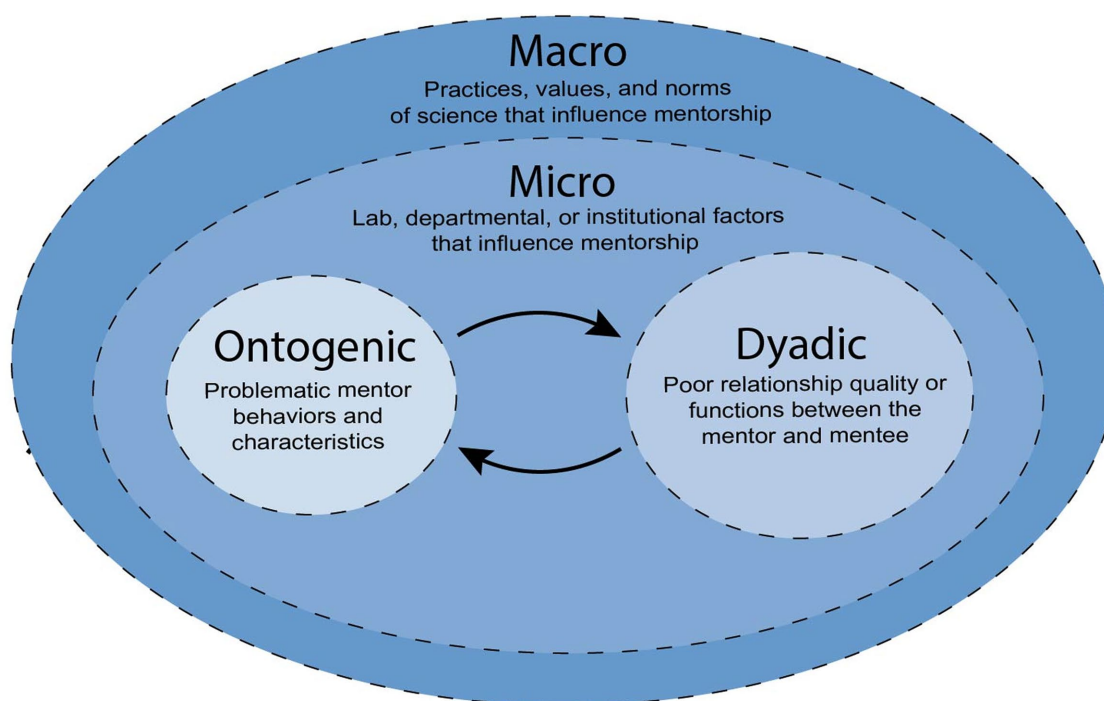 Macro
Practices, values, and norms
of science that influence mentorship
Micro
Lab, departmental, or institutional factors
that influence mentorship
Ontogenic
Problematic mentor
behaviors and
characteristics
Dyadic
Poor relationship quality or
functions between the
mentor and mentee